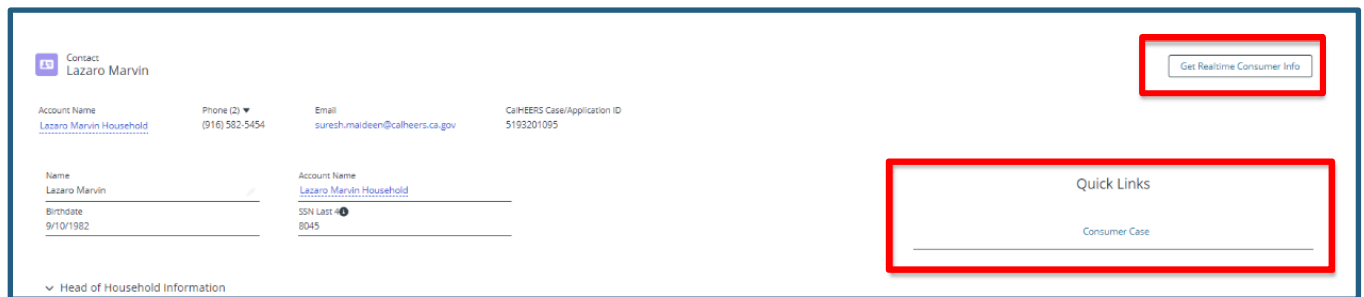 Contact
Lazaro Marvin
Get Realtime Consumer Info
Account Name Phone (2) ▼ Email CalHEERS Case/Application ID
Lazaro Marvin Household (916) 582-5454 suresh.maideen@calheers.ca.gov 5193201095
Name Account Name
Lazaro Marvin Lazaro Marvin Household
Quick Links
Birthdate SSN Last 4
9/10/1982 8045
Consumer Case
Head of Household Information